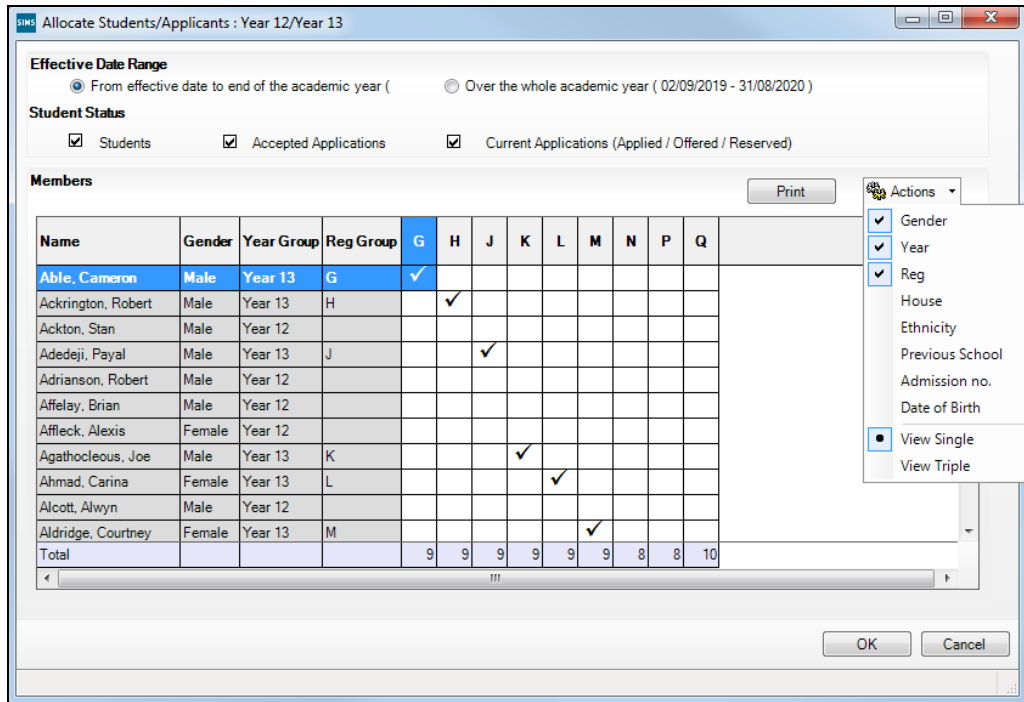 SIMS Allocate Students/Applicants : Year 12/Year 13
Effective Date Range
From effective date to end of the academic year ( Over the whole academic year ( 02/09/2019 - 31/08/2020 )
Student Status
Students Accepted Applications Current Applications (Applied / Offered / Reserved)
Members
Print Actions
Gender
Year
Reg
House
Ethnicity
Previous School
Admission no.
Date of Birth
View Single
View Triple
Name Gender Year Group Reg Group G H J K L M N P Q
Able, Cameron Male Year 13 G
Ackrington, Robert Male Year 13 H
Ackton, Stan Male Year 12
Adedeji, Payal Male Year 13 J
Adrianson, Robert Male Year 12
Affelay, Brian Male Year 12
Affleck, Alexis Female Year 12
Agathocleous, Joe Male Year 13 K
Ahmad, Carina Female Year 13 L
Alcott, Alwyn Male Year 12
Aldridge, Courtney Female Year 13 M
Total 9 9 9 9 9 9 8 8 10
OK Cancel